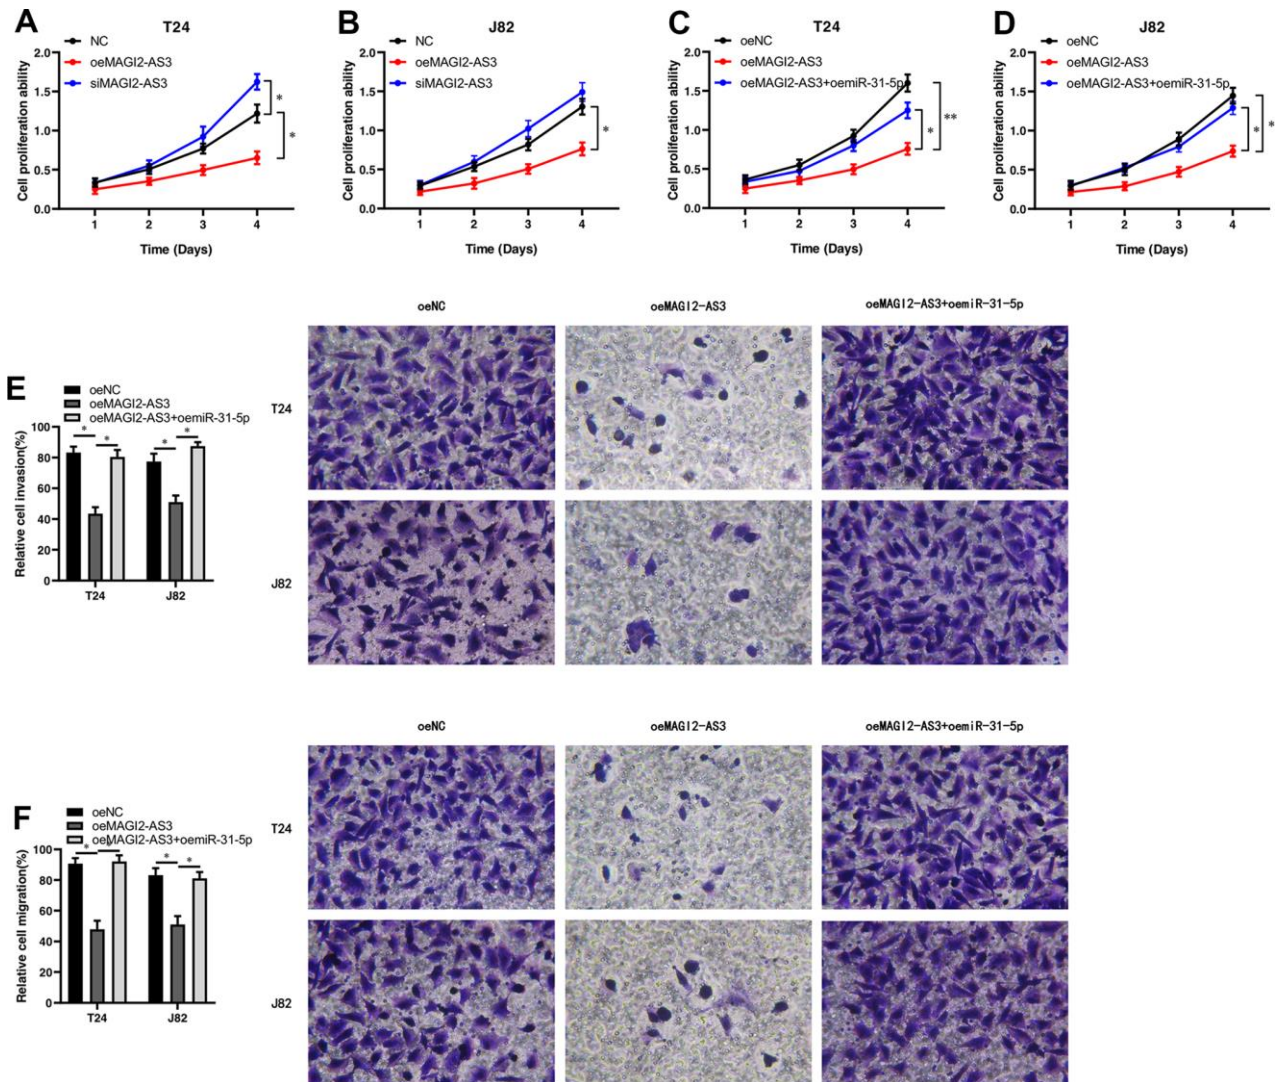 A
T24
NC
oeMAGI2-AS3
siMAGI2-AS3
Cell proliferation ability
2.0
1.5
1.0
0.5
0.0
*
*
1 2 3 4
Time (Days)
B
J82
NC
oeMAGI2-AS3
siMAGI2-AS3
Cell proliferation ability
2.0
1.5
1.0
0.5
0.0
*
1 2 3 4
Time (Days)
C
T24
oeNC
oeMAGI2-AS3
oeMAGI2-AS3+oemiR-31-5p
Cell proliferation ability
2.0
1.5
1.0
0.5
0.0
*
**
1 2 3 4
Time (Days)
D
J82
oeNC
oeMAGI2-AS3
oeMAGI2-AS3+oemiR-31-5p
Cell proliferation ability
2.0
1.5
1.0
0.5
0.0
*
*
1 2 3 4
Time (Days)
E
oeNC
oeMAGI2-AS3
oeMAGI2-AS3+oemiR-31-5p
Relative cell invasion(%)
100
80
60
40
20
0
* * * *
T24 J82
oeNC oeMAGI2-AS3 oeMAGI2-AS3+oemiR-31-5p
T24
J82
F
oeNC
oeMAGI2-AS3
oeMAGI2-AS3+oemiR-31-5p
Relative cell migration(%)
100
80
60
40
20
0
* * * *
T24 J82
oeNC oeMAGI2-AS3 oeMAGI2-AS3+oemiR-31-5p
T24
J82